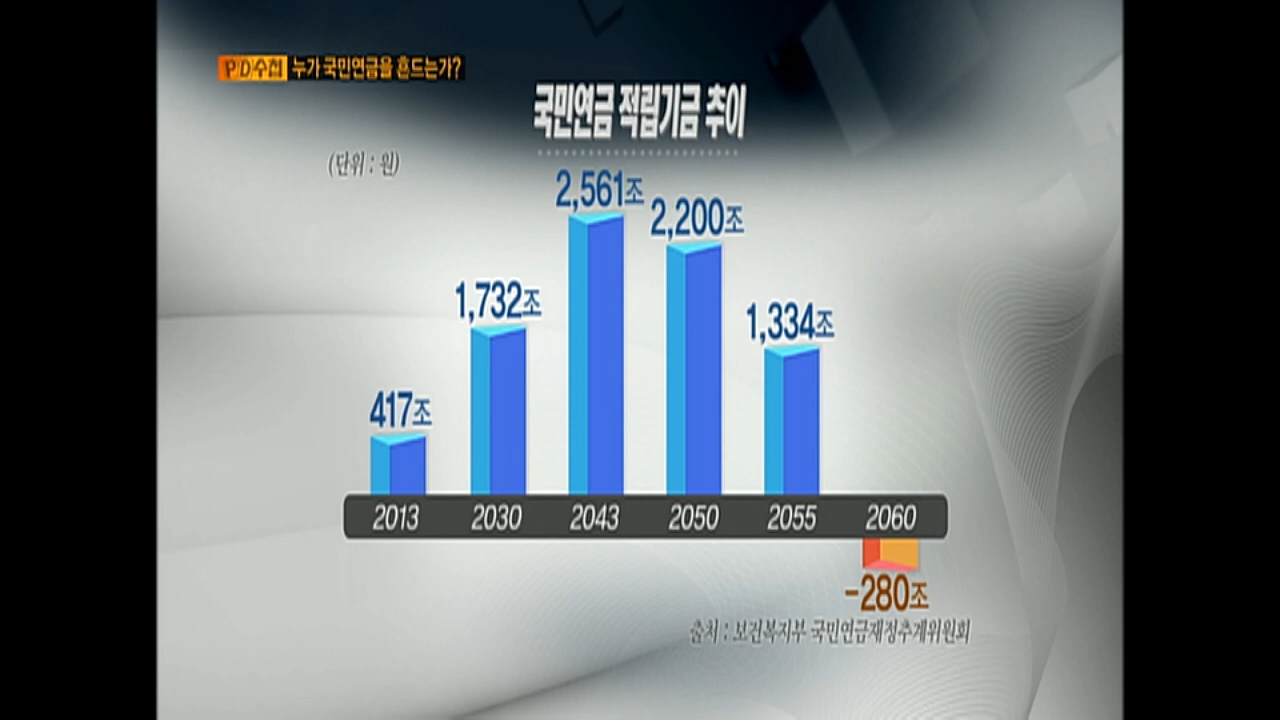 PD수첩 누가 국민연금을 흔드는가?
국민연금 적립기금 추이
(단위 : 원)
417조
1,732조
2,561조
2,200조
1,334조
2013 2030 2043 2050 2055 2060
-280조
출처 : 보건복지부 국민연금재정추계위원회